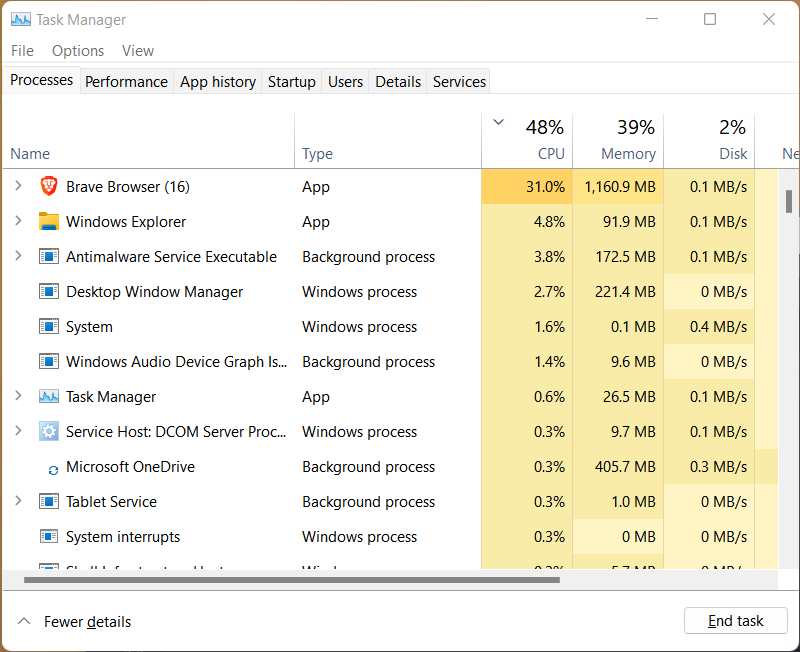 Task Manager
File Options View
Processes Performance App history Startup Users Details Services
48% 39% 2%
Name Type CPU Memory Disk Ne
Brave Browser (16) App 31.0% 1,160.9 MB 0.1 MB/s
Windows Explorer App 4.8% 91.9 MB 0.1 MB/s
Antimalware Service Executable Background process 3.8% 172.5 MB 0.1 MB/s
Desktop Window Manager Windows process 2.7% 221.4 MB 0 MB/s
System Windows process 1.6% 0.1 MB 0.4 MB/s
Windows Audio Device Graph Is... Background process 1.4% 9.6 MB 0 MB/s
Task Manager App 0.6% 26.5 MB 0.1 MB/s
Service Host: DCOM Server Proc... Windows process 0.3% 9.7 MB 0.1 MB/s
Microsoft OneDrive Background process 0.3% 405.7 MB 0.3 MB/s
Tablet Service Background process 0.3% 1.0 MB 0 MB/s
System interrupts Windows process 0.3% 0 MB 0 MB/s
Fewer details End task